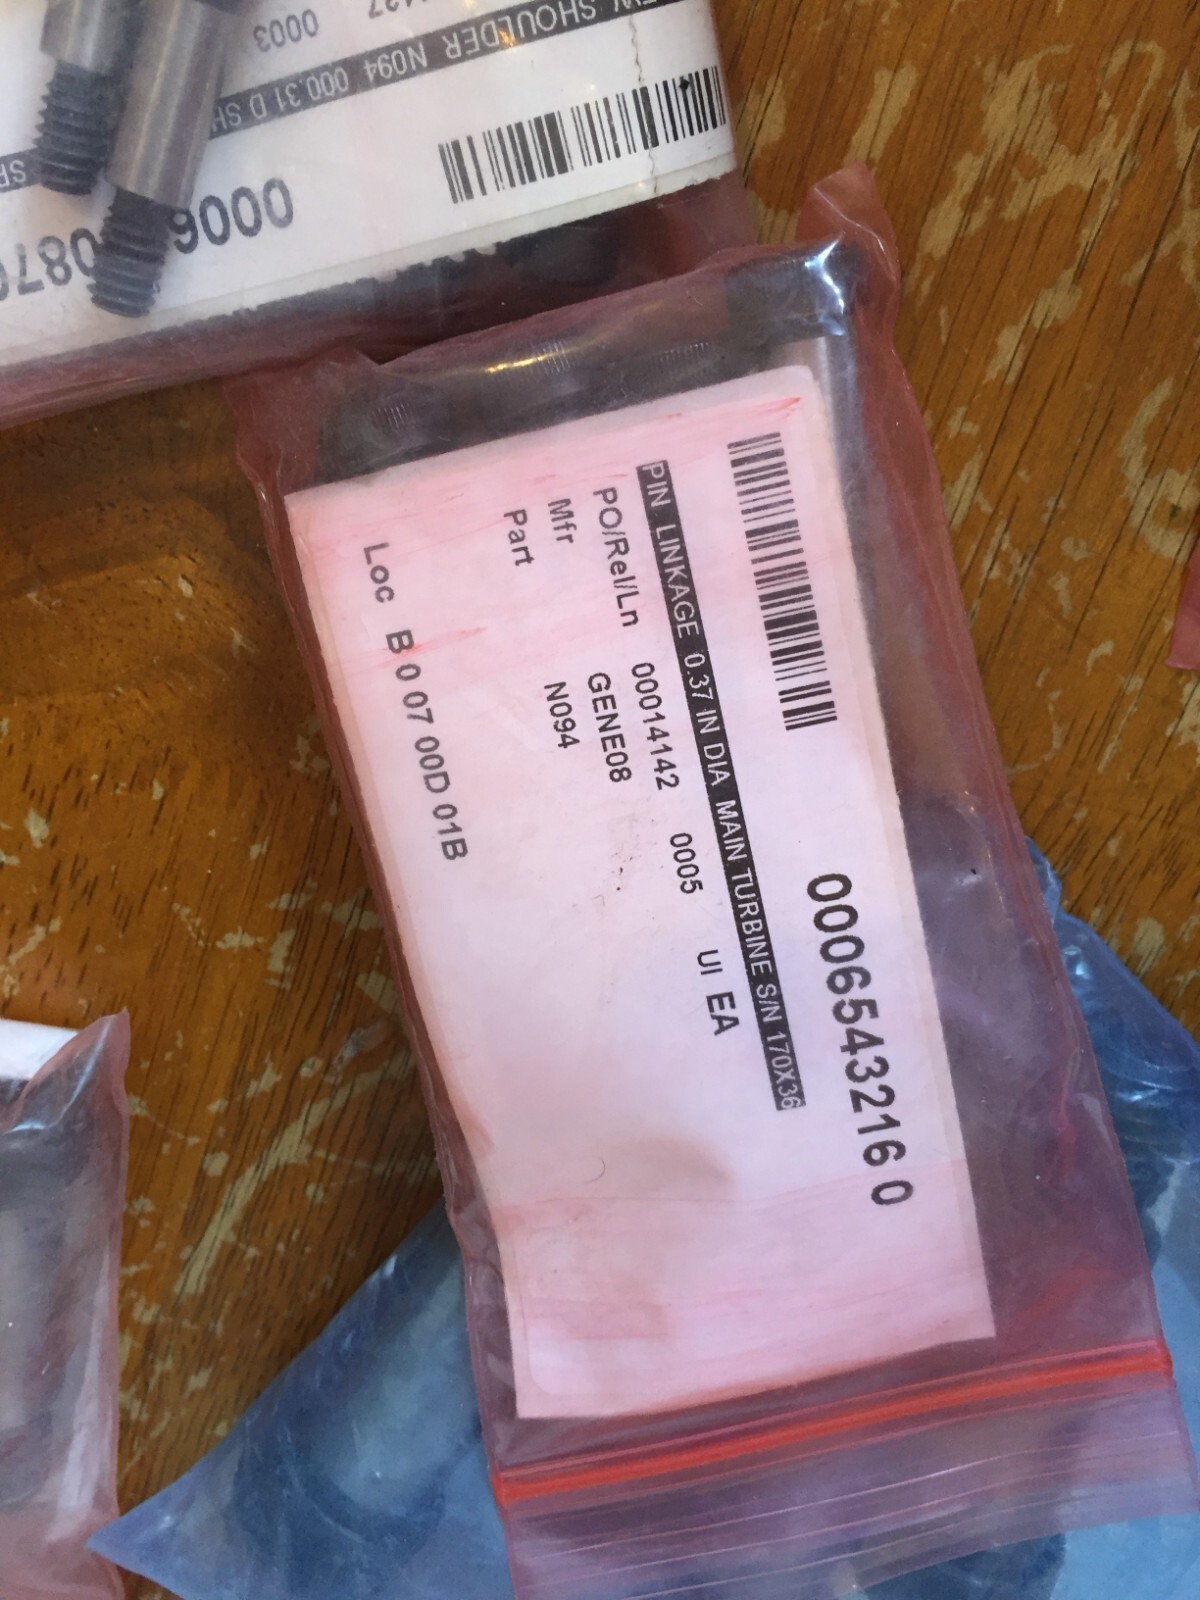 EW SHOULDER N094 000.31 D SH
0003
0006
0006543216 0
PIN LINKAGE 0.37 IN DIA MAIN TURBINE S/N 170X36
PO/Rel/Ln 00014142 0005 UI EA
Mfr GENE08
Part N094
Loc B 0 07 00D 01B